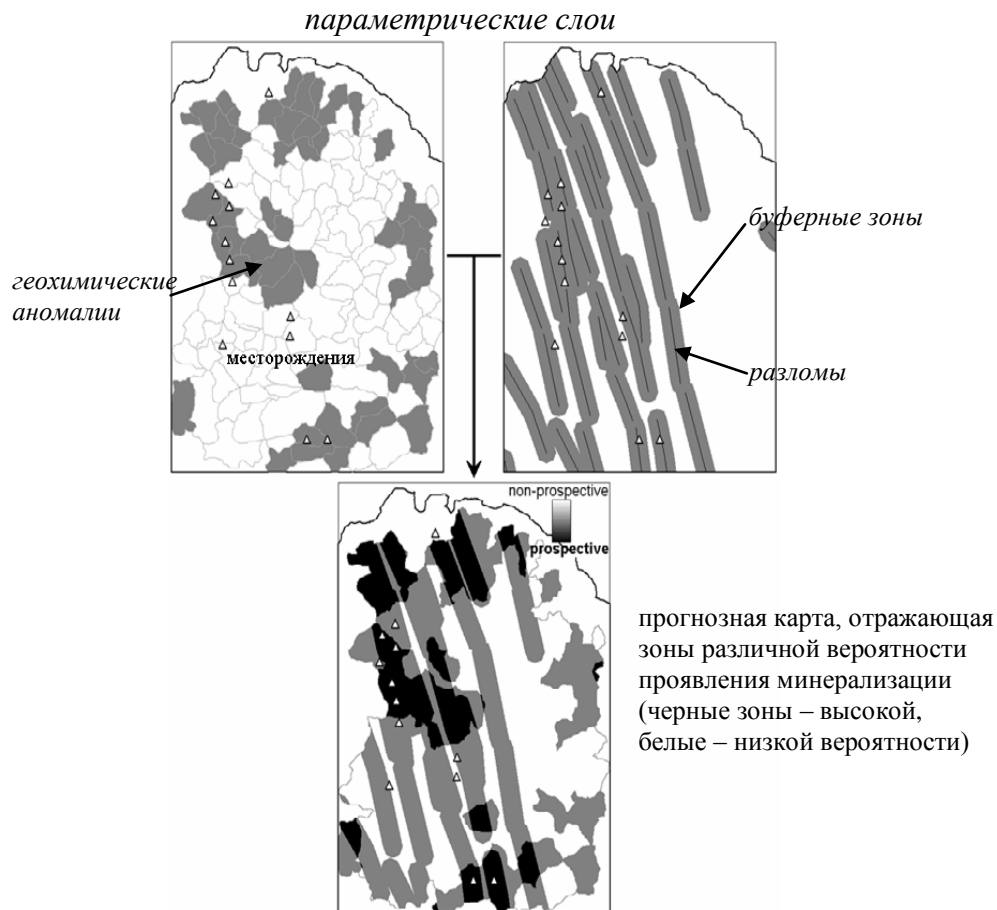 параметрические слои
геохимические
аномалии
месторождения
буферные зоны
разломы
non-prospective
prospective
прогнозная карта, отражающая
зоны различной вероятности
проявления минерализации
(черные зоны – высокой,
белые – низкой вероятности)